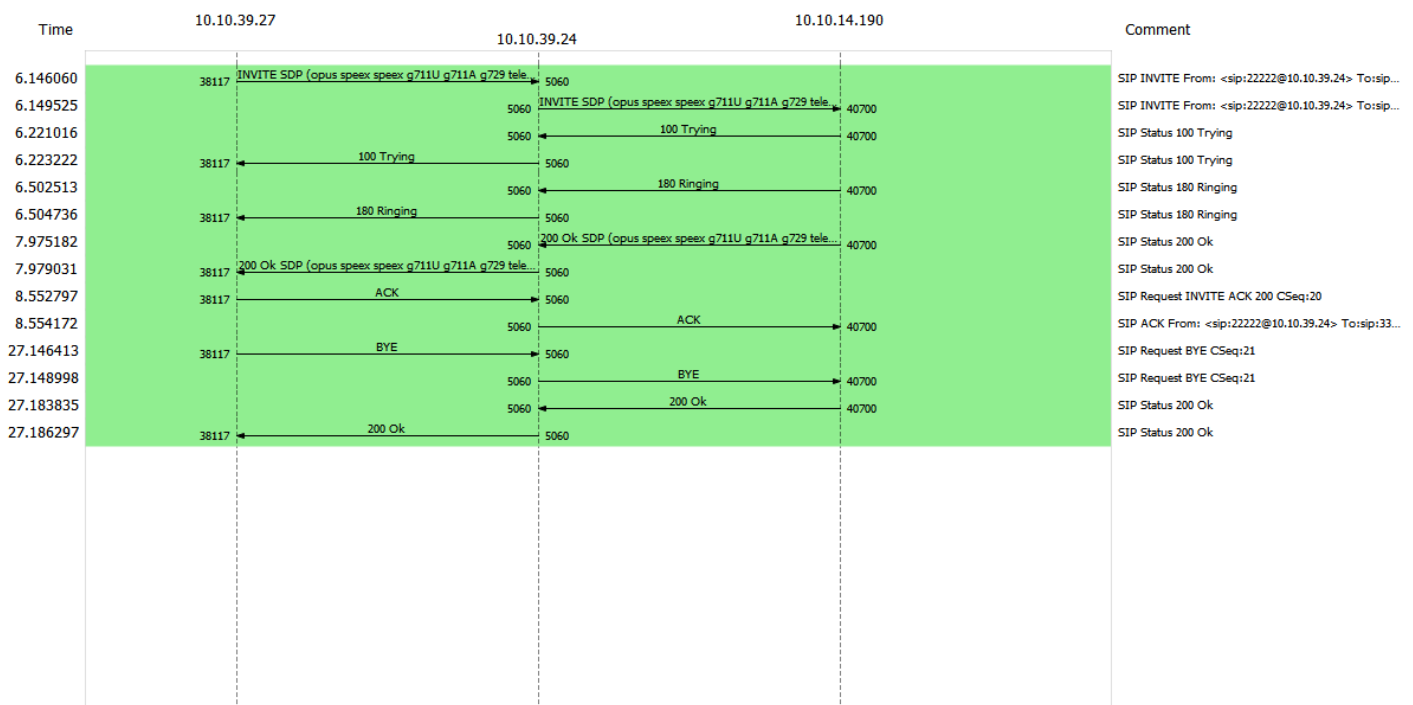 Time 10.10.39.27 10.10.14.190 Comment
10.10.39.24
6.146060 38117 INVITE SDP (opus speex speex g711U g711A g729 tele... 5060 SIP INVITE From: <sip:22222@10.10.39.24> To:sip...
6.149525 5060 INVITE SDP (opus speex speex g711U g711A g729 tele... 40700 SIP INVITE From: <sip:22222@10.10.39.24> To:sip...
6.221016 5060 100 Trying 40700 SIP Status 100 Trying
6.223222 38117 100 Trying 5060 SIP Status 100 Trying
6.502513 5060 180 Ringing 40700 SIP Status 180 Ringing
6.504736 38117 180 Ringing 5060 SIP Status 180 Ringing
7.975182 5060 200 Ok SDP (opus speex speex g711U g711A g729 tele... 40700 SIP Status 200 Ok
7.979031 38117 200 Ok SDP (opus speex speex g711U g711A g729 tele... 5060 SIP Status 200 Ok
8.552797 38117 ACK 5060 SIP Request INVITE ACK 200 CSeq:20
8.554172 5060 ACK 40700 SIP ACK From: <sip:22222@10.10.39.24> To:sip:33...
27.146413 38117 BYE 5060 SIP Request BYE CSeq:21
27.148998 5060 BYE 40700 SIP Request BYE CSeq:21
27.183835 5060 200 Ok 40700 SIP Status 200 Ok
27.186297 38117 200 Ok 5060 SIP Status 200 Ok